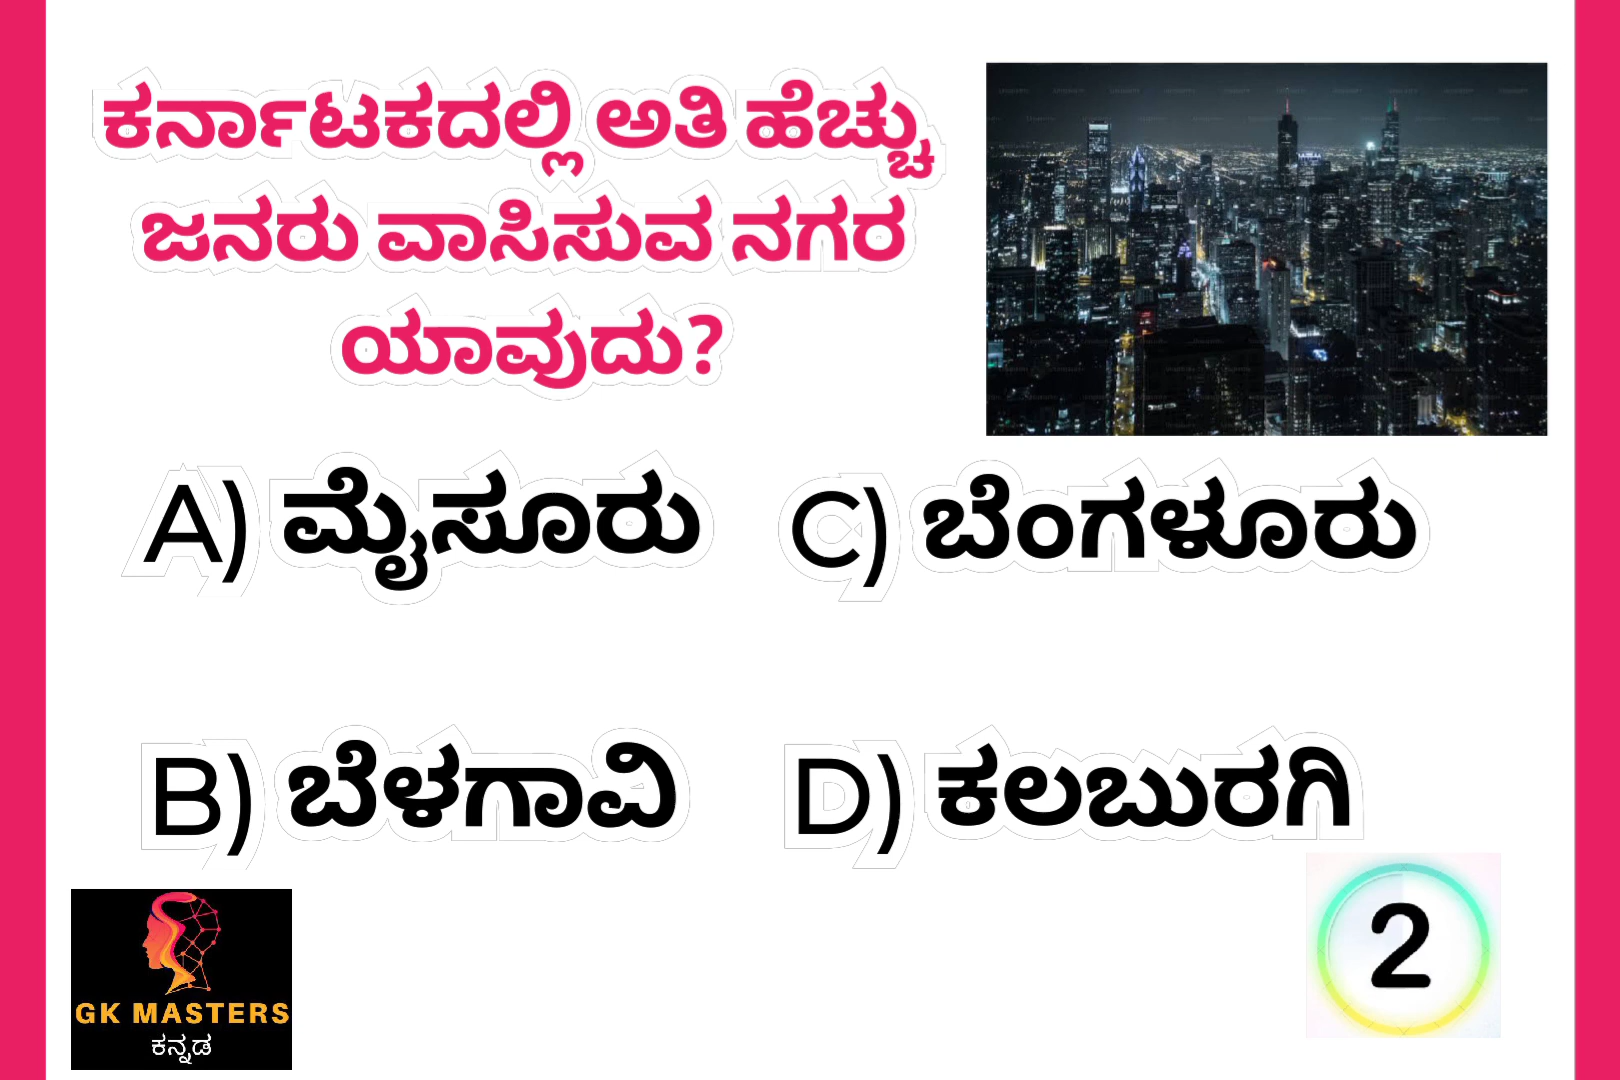 ಕರ್ನಾಟಕದಲ್ಲಿ ಅತಿ ಹೆಚ್ಚು
ಜನರು ವಾಸಿಸುವ ನಗರ
ಯಾವುದು?
A) ಮೈಸೂರು
C) ಬೆಂಗಳೂರು
B) ಬೆಳಗಾವಿ
D) ಕಲಬುರಗಿ
GK MASTERS
ಕನ್ನಡ
2